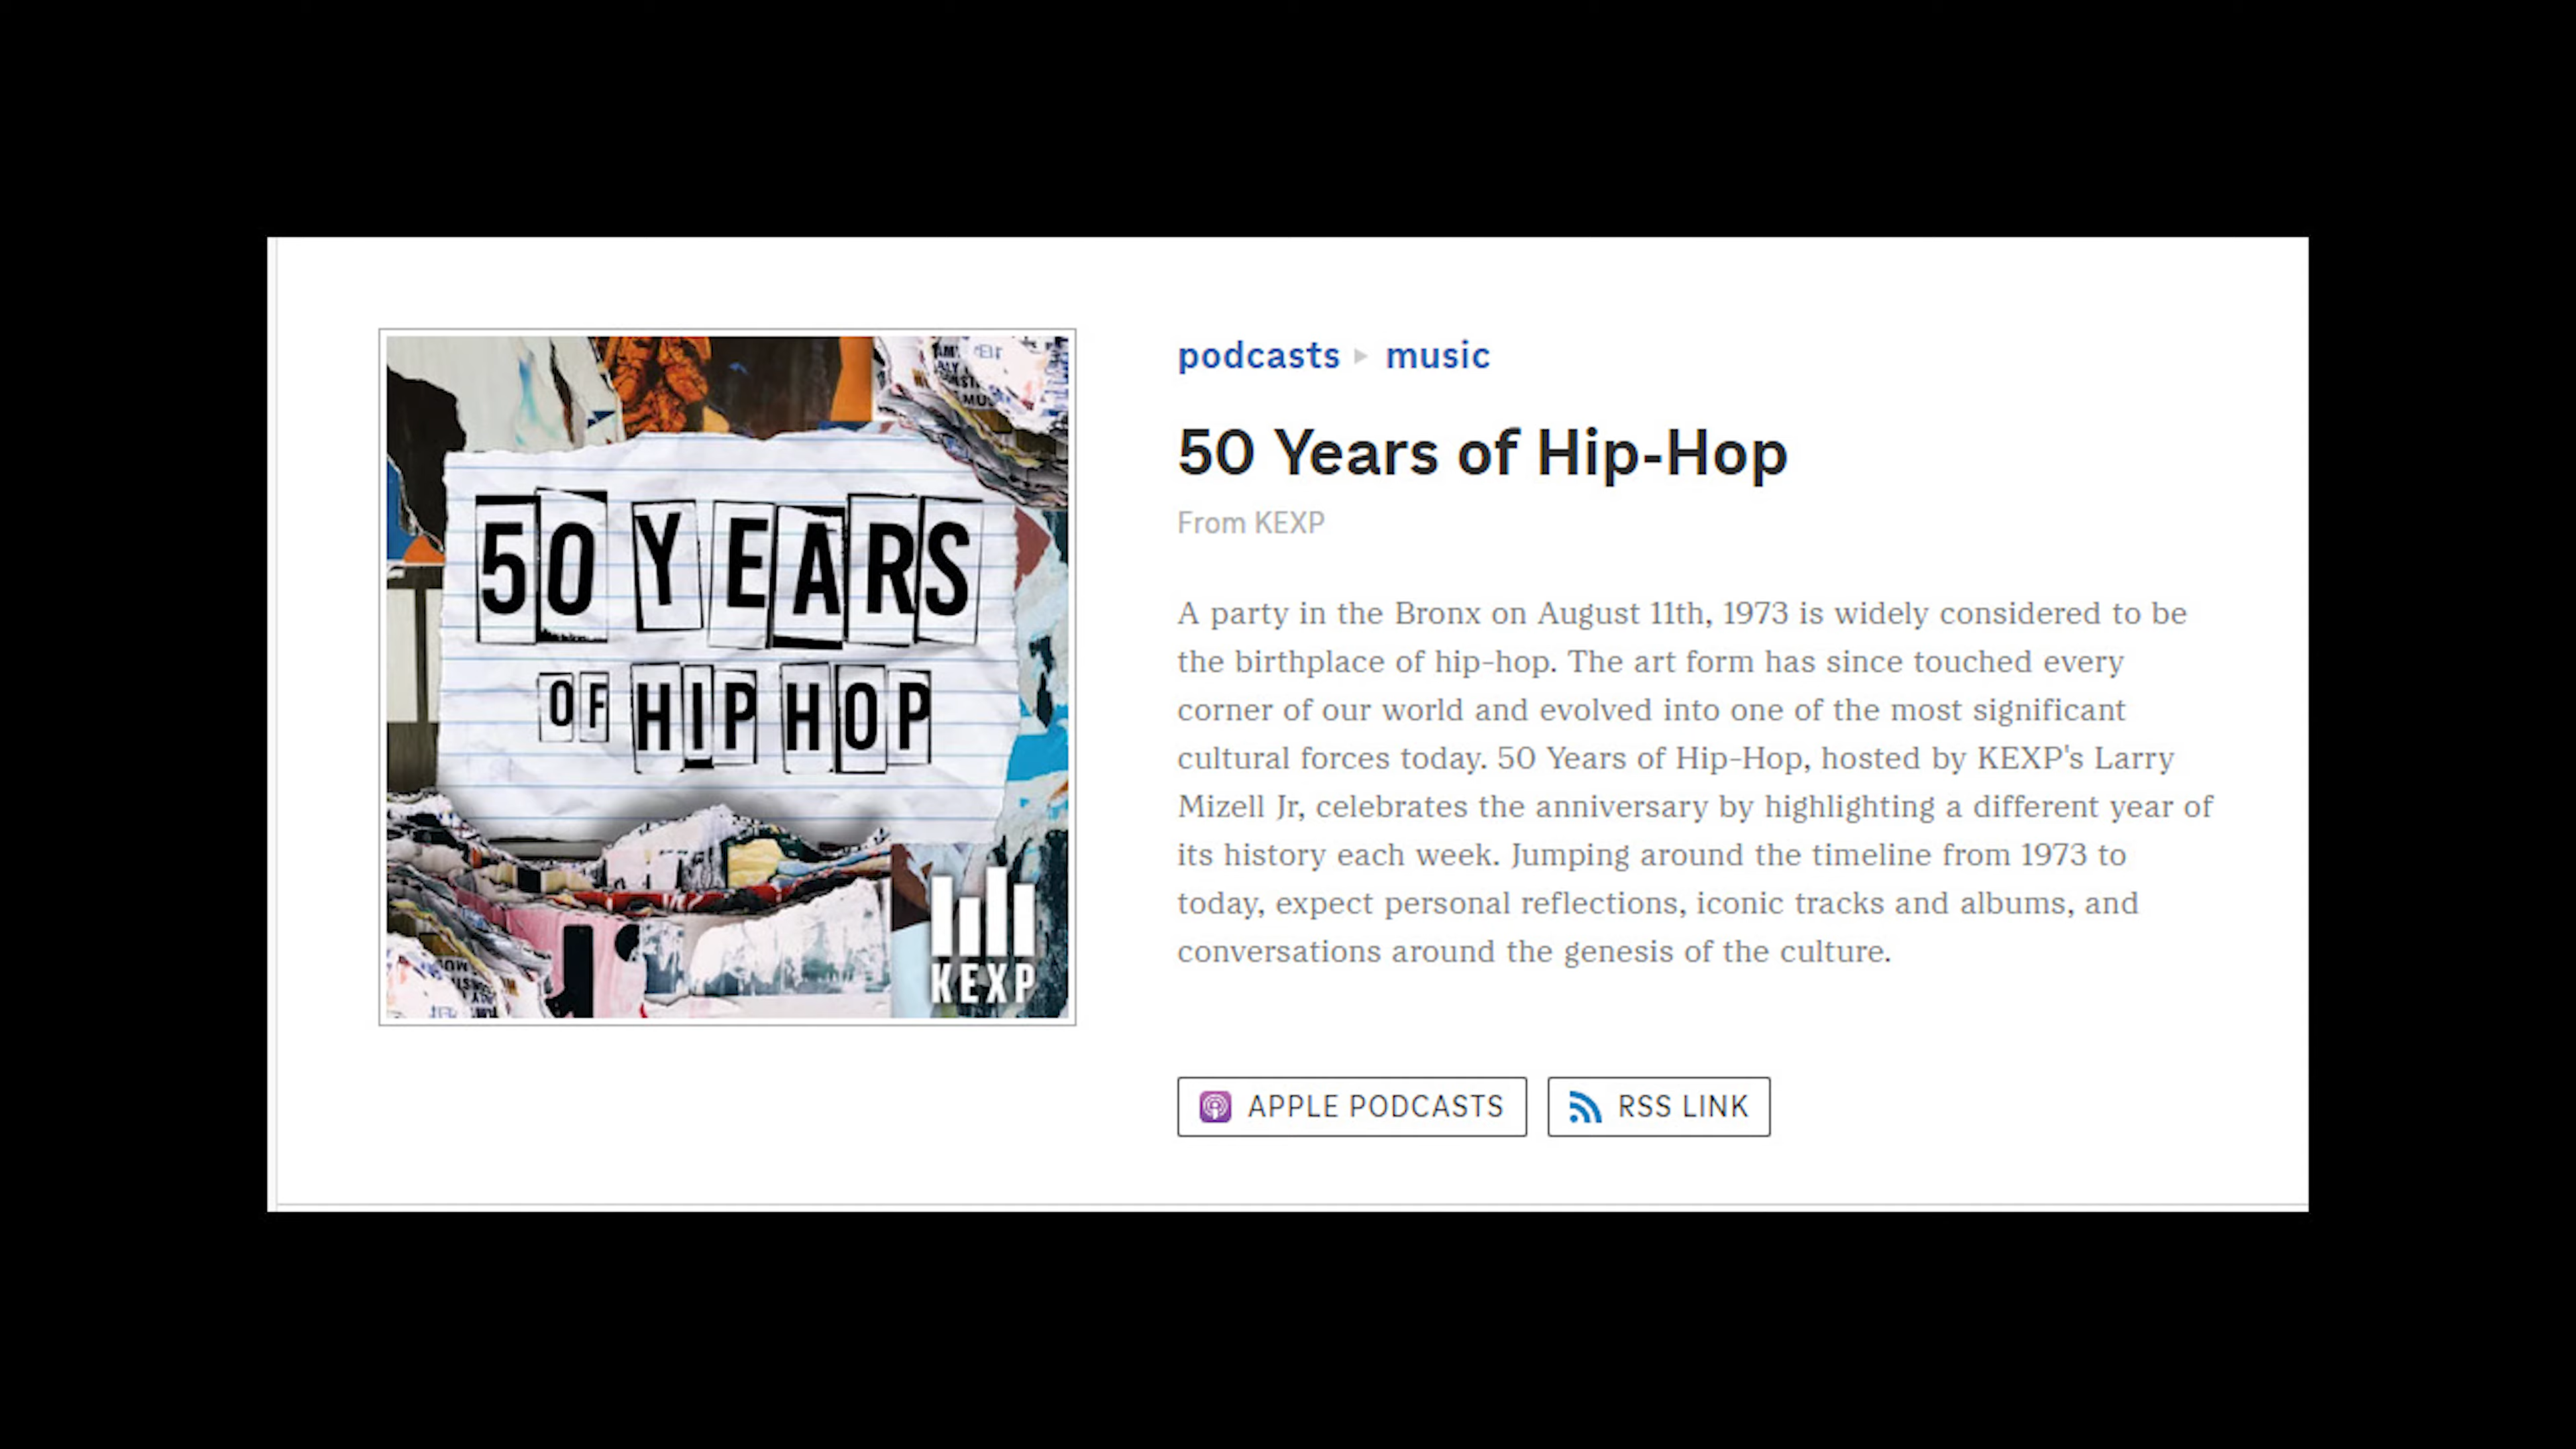 50 YEARS
OF HIP HOP
KEXP
podcasts ▸ music
50 Years of Hip-Hop
From KEXP
A party in the Bronx on August 11th, 1973 is widely considered to be
the birthplace of hip-hop. The art form has since touched every
corner of our world and evolved into one of the most significant
cultural forces today. 50 Years of Hip-Hop, hosted by KEXP's Larry
Mizell Jr, celebrates the anniversary by highlighting a different year of
its history each week. Jumping around the timeline from 1973 to
today, expect personal reflections, iconic tracks and albums, and
conversations around the genesis of the culture.
APPLE PODCASTS
RSS LINK